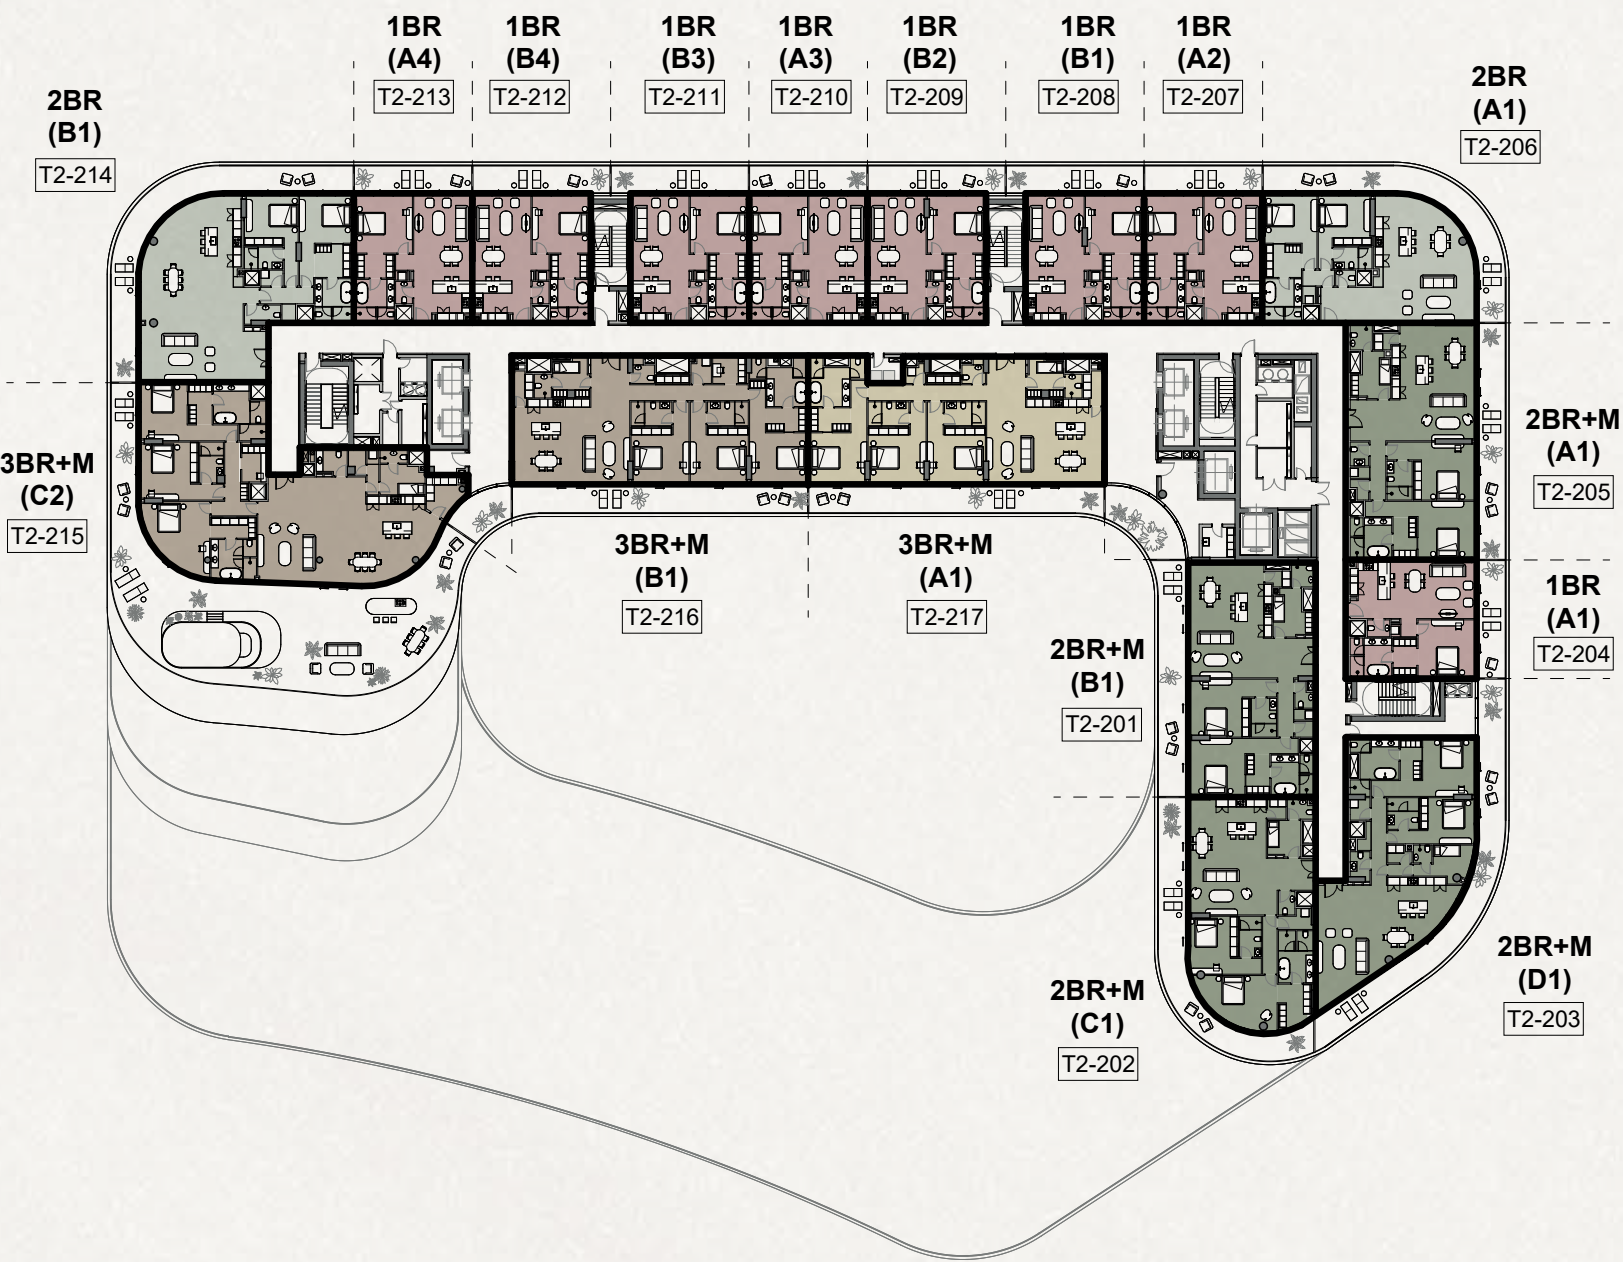 1BR
(A4)
T2-213
1BR
(B4)
T2-212
1BR
(B3)
T2-211
1BR
(A3)
T2-210
1BR
(B2)
T2-209
1BR
(B1)
T2-208
1BR
(A2)
T2-207
2BR
(A1)
T2-206
2BR
(B1)
T2-214
2BR+M
(A1)
T2-205
3BR+M
(C2)
T2-215
3BR+M
(B1)
T2-216
3BR+M
(A1)
T2-217
1BR
(A1)
T2-204
2BR+M
(B1)
T2-201
2BR+M
(D1)
T2-203
2BR+M
(C1)
T2-202